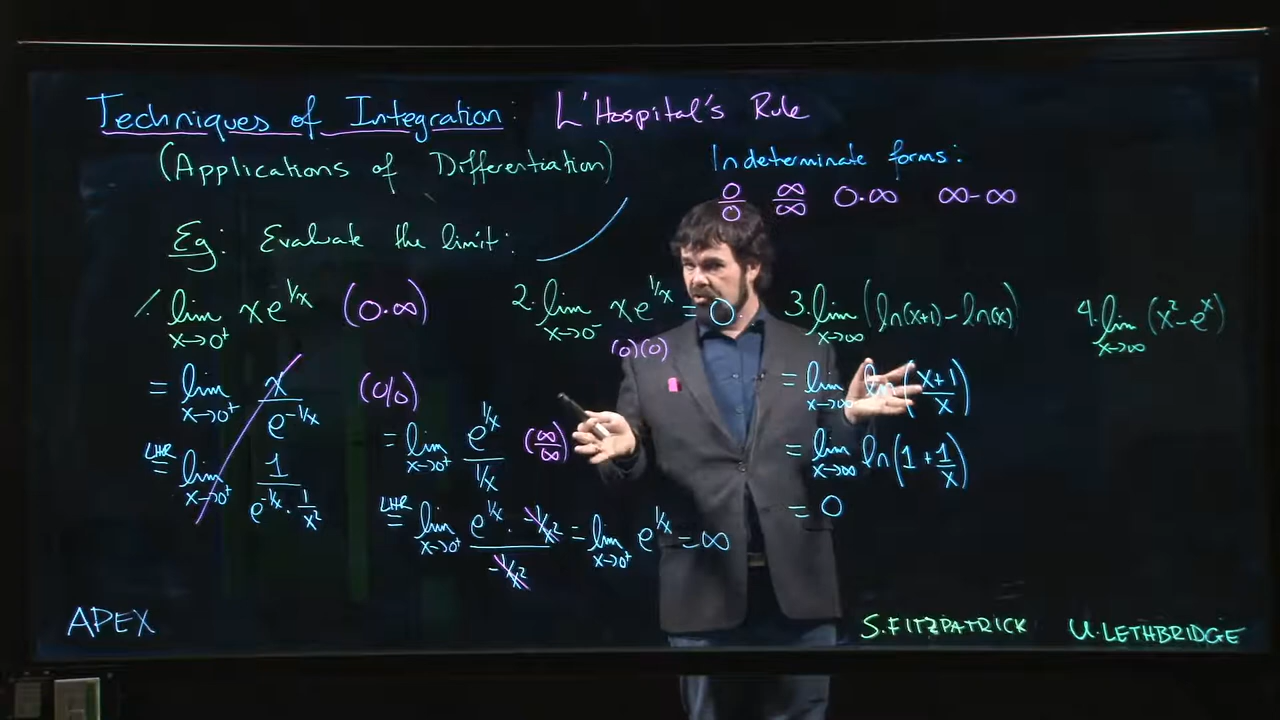 Techniques of Integration: L'Hospital's Rule
(Applications of Differentiation)
Indeterminate forms:
0/0 ∞/∞ 0·∞ ∞-∞
Eg: Evaluate the limit:
1. lim x→0⁺ xe^(1/x) (0·∞)
= lim x→0⁺ x/e^(-1/x) (0/0)
LHR = lim x→0⁺ 1/(e^(-1/x) · 1/x²)
= lim x→0⁺ e^(1/x)/(1/x) (∞/∞)
LHR = lim x→0⁺ (e^(1/x) · -1/x²)/(-1/x²) = lim x→0⁺ e^(1/x) = ∞
2. lim x→0⁻ xe^(1/x) = 0
(0)(0)
3. lim x→∞ (ln(x+1) - ln(x))
= lim x→∞ ln((x+1)/x)
= lim x→∞ ln(1 + 1/x)
= 0
4. lim x→∞ (x² - e^x)
APEX
S.FITZPATRICK U.LETHBRIDGE